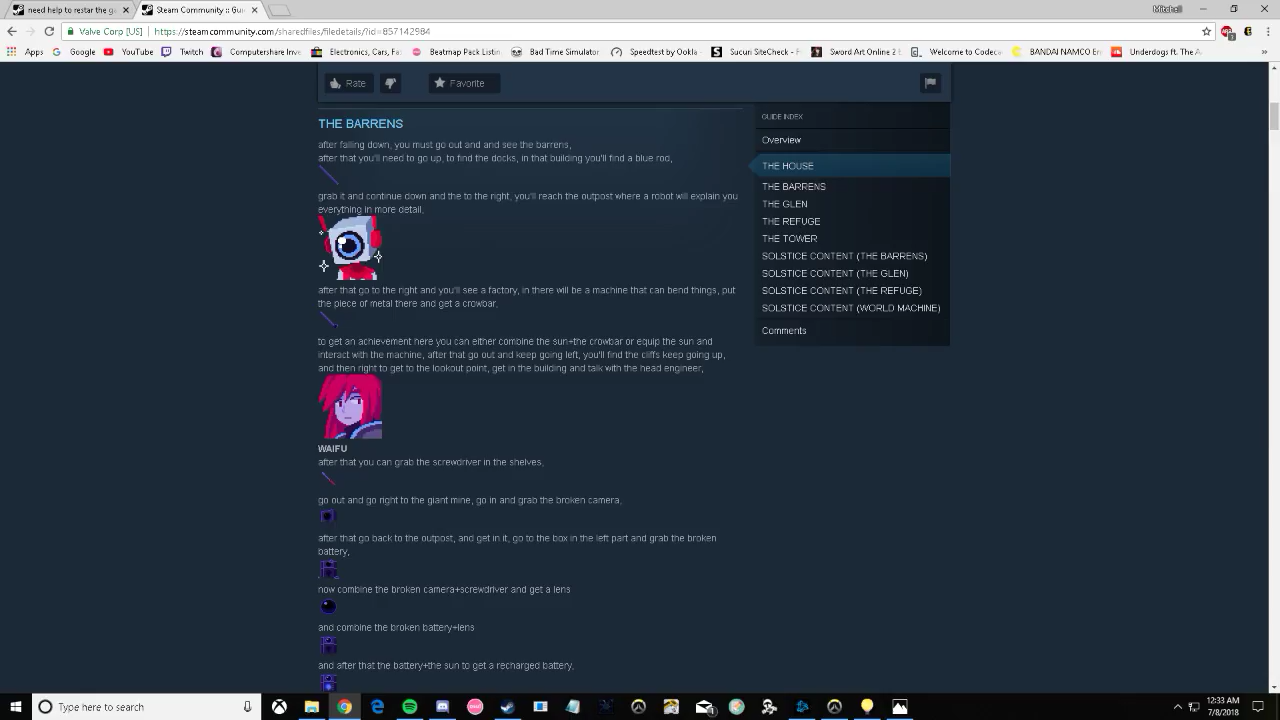 need help to restart the g
Steam Community :: Gui
Mitchell
Valve Corp [US] | https://steamcommunity.com/sharedfiles/filedetails/?id=857142984
Apps Google YouTube Twitch Computershare Inve Electronics, Cars, Fa Beatmap Pack Listing Bad Time Simulator Speedtest by Ookla - Sucuri SiteCheck - F Sword Art Online 2 E Welcome to Codeca BANDAI NAMCO En Underdogs ft. The A
Rate
Favorite
THE BARRENS
after failing down, you must go out and and see the barrens,
after that you'll need to go up, to find the docks, in that building you'll find a blue rod,
grab it and continue down and the to the right, you'll reach the outpost where a robot will explain you
everything in more detail,
after that go to the right and you'll see a factory, in there will be a machine that can bend things, put
the piece of metal there and get a crowbar,
to get an achievement here you can either combine the sun+the crowbar or equip the sun and
interact with the machine, after that go out and keep going left, you'll find the cliffs keep going up,
and then right to get to the lookout point, get in the building and talk with the head engineer,
WAIFU
after that you can grab the screwdriver in the shelves,
go out and go right to the giant mine, go in and grab the broken camera,
after that go back to the outpost, and get in it, go to the box in the left part and grab the broken
battery,
now combine the broken camera+screwdriver and get a lens
and combine the broken battery+lens
and after that the battery+the sun to get a recharged battery,
GUIDE INDEX
Overview
THE HOUSE
THE BARRENS
THE GLEN
THE REFUGE
THE TOWER
SOLSTICE CONTENT (THE BARRENS)
SOLSTICE CONTENT (THE GLEN)
SOLSTICE CONTENT (THE REFUGE)
SOLSTICE CONTENT (WORLD MACHINE)
Comments
Type here to search
12:33 AM
7/8/2018